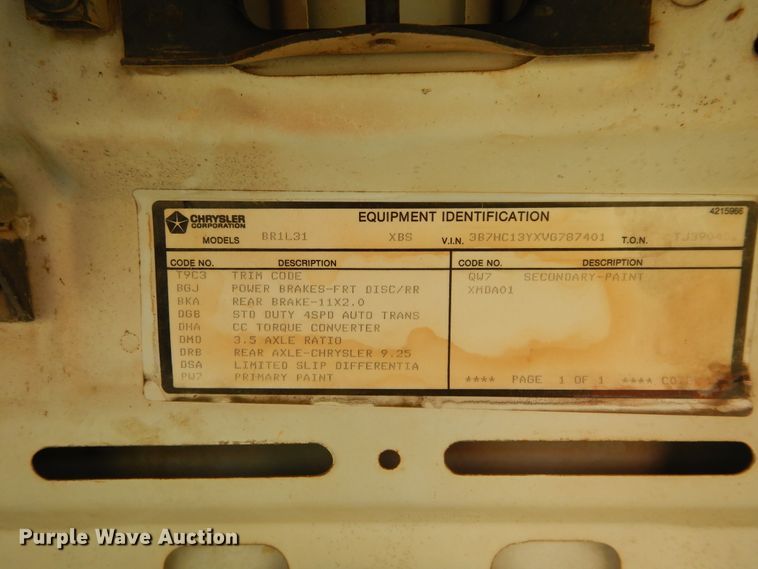 4215966
CHRYSLER CORPORATION EQUIPMENT IDENTIFICATION
MODELS BR1L31 XBS V.I.N. 3B7HC13YXVG787401 T.O.N.
CODE NO. DESCRIPTION CODE NO. DESCRIPTION
T9C3 TRIM CODE QW7 SECONDARY-PAINT
BGJ POWER BRAKES-FRT DISC/RR XMDA01
BKA REAR BRAKE-11X2.0
DGB STD DUTY 4SPD AUTO TRANS
DHA CC TORQUE CONVERTER
DMD 3.5 AXLE RATIO
DRB REAR AXLE-CHRYSLER 9.25
DSA LIMITED SLIP DIFFERENTIA **** PAGE 1 OF 1 ****
PW7 PRIMARY PAINT
Purple Wave Auction